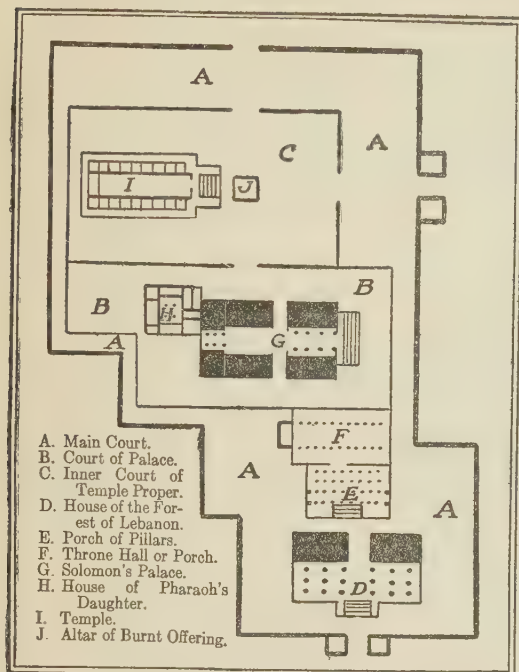 A
A
C
I
J
B
B
H
A
G
F
A
E
A
D
A. Main Court.
B. Court of Palace.
C. Inner Court of
Temple Proper.
D. House of the For-
est of Lebanon.
E. Porch of Pillars.
F. Throne Hall or Porch.
G. Solomon's Palace.
H. House of Pharaoh's
Daughter.
I. Temple.
J. Altar of Burnt Offering.